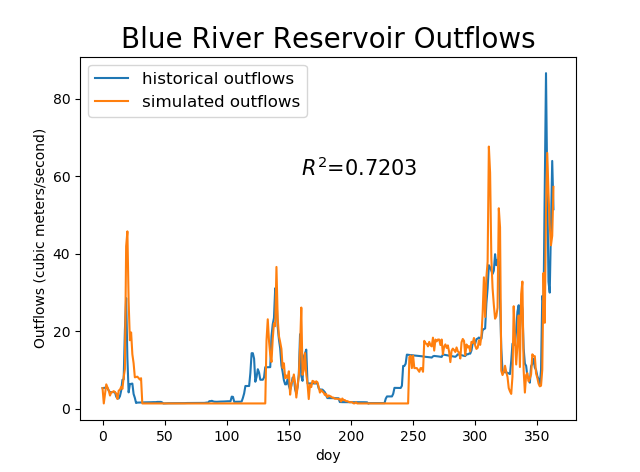 Blue River Reservoir Outflows
historical outflows
simulated outflows
R²=0.7203
Outflows (cubic meters/second)
80
60
40
20
0
0 50 100 150 200 250 300 350
doy